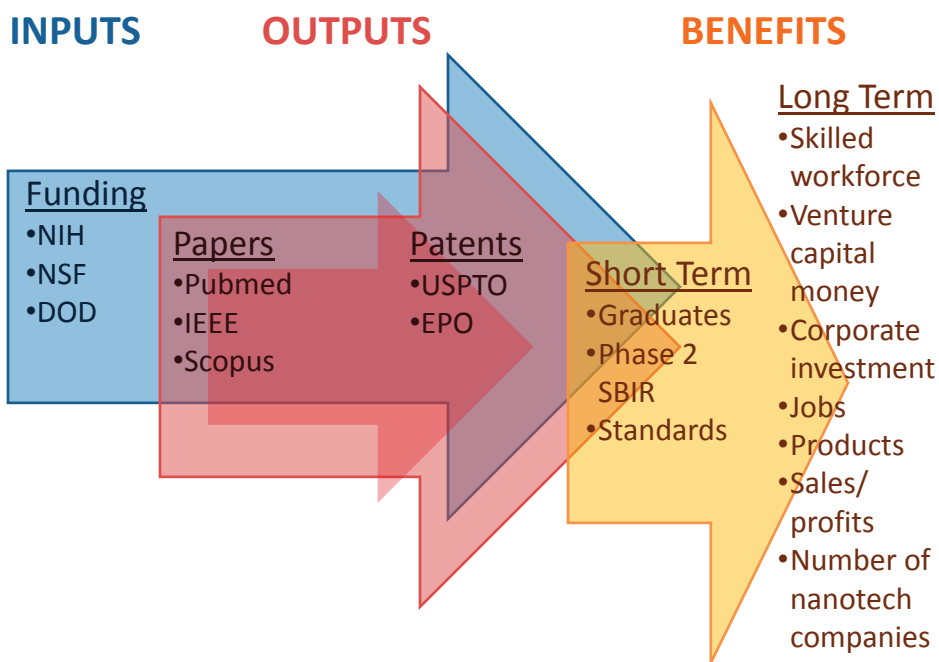 INPUTS
OUTPUTS
BENEFITS
Funding
•NIH
•NSF
•DOD
Papers
•Pubmed
•IEEE
•Scopus
Patents
•USPTO
•EPO
Short Term
•Graduates
•Phase 2
SBIR
•Standards
Long Term
•Skilled
workforce
•Venture
capital
money
•Corporate
investment
•Jobs
•Products
•Sales/
profits
•Number of
nanotech
companies